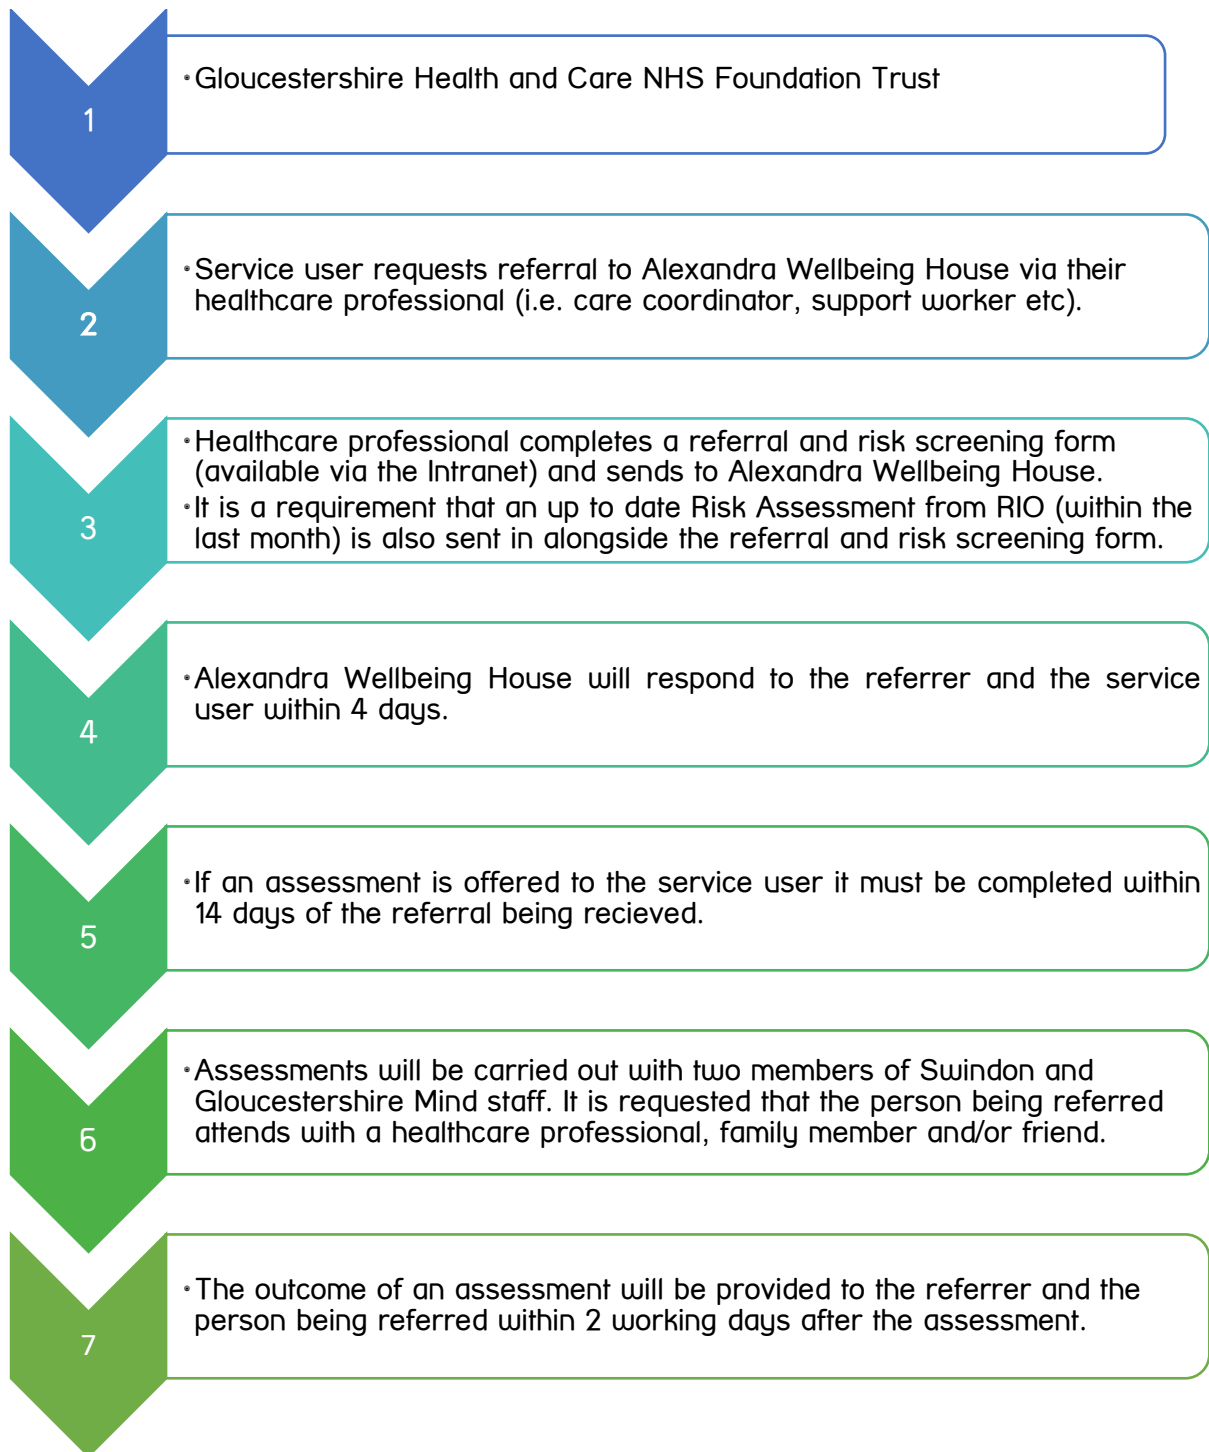 1
· Gloucestershire Health and Care NHS Foundation Trust
2
· Service user requests referral to Alexandra Wellbeing House via their
healthcare professional (i.e. care coordinator, support worker etc).
3
· Healthcare professional completes a referral and risk screening form
(available via the Intranet) and sends to Alexandra Wellbeing House.
· It is a requirement that an up to date Risk Assessment from RIO (within the
last month) is also sent in alongside the referral and risk screening form.
4
· Alexandra Wellbeing House will respond to the referrer and the service
user within 4 days.
5
· If an assessment is offered to the service user it must be completed within
14 days of the referral being recieved.
6
· Assessments will be carried out with two members of Swindon and
Gloucestershire Mind staff. It is requested that the person being referred
attends with a healthcare professional, family member and/or friend.
7
· The outcome of an assessment will be provided to the referrer and the
person being referred within 2 working days after the assessment.